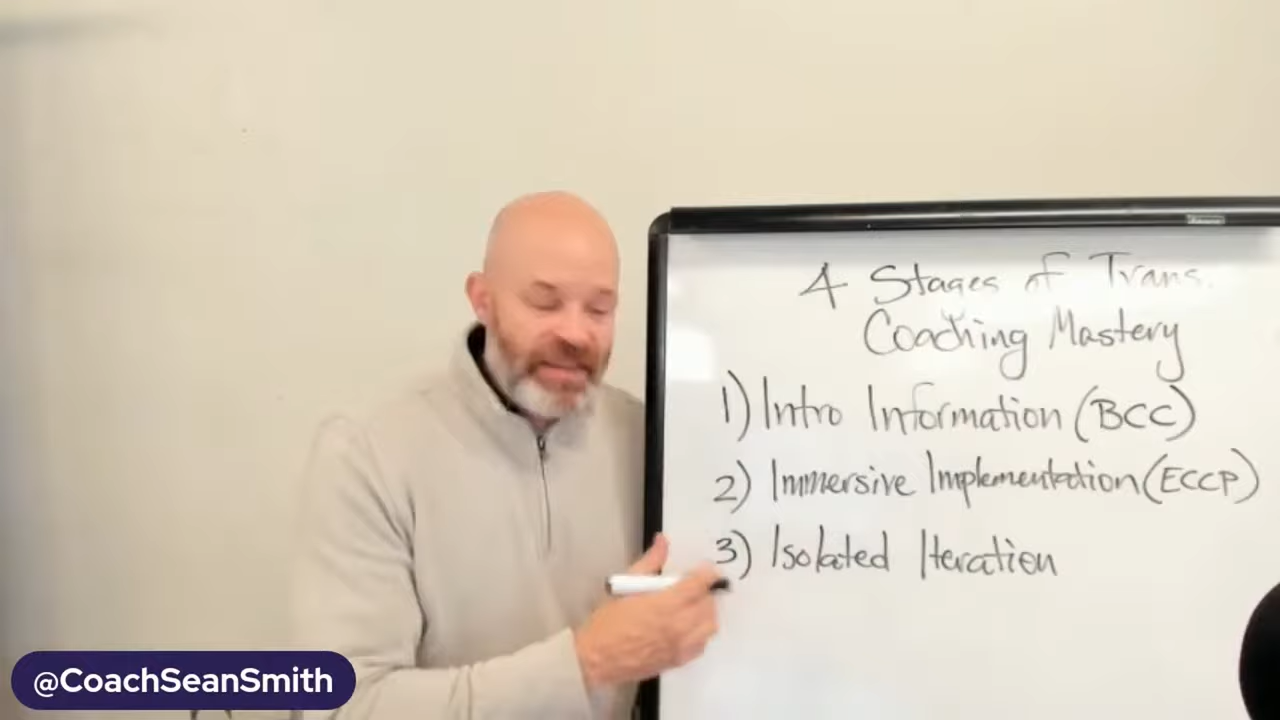 4 Stages of Trans.
Coaching Mastery
1) Intro Information (BCC)
2) Immersive Implementation (ECCP)
3) Isolated Iteration
@CoachSeanSmith